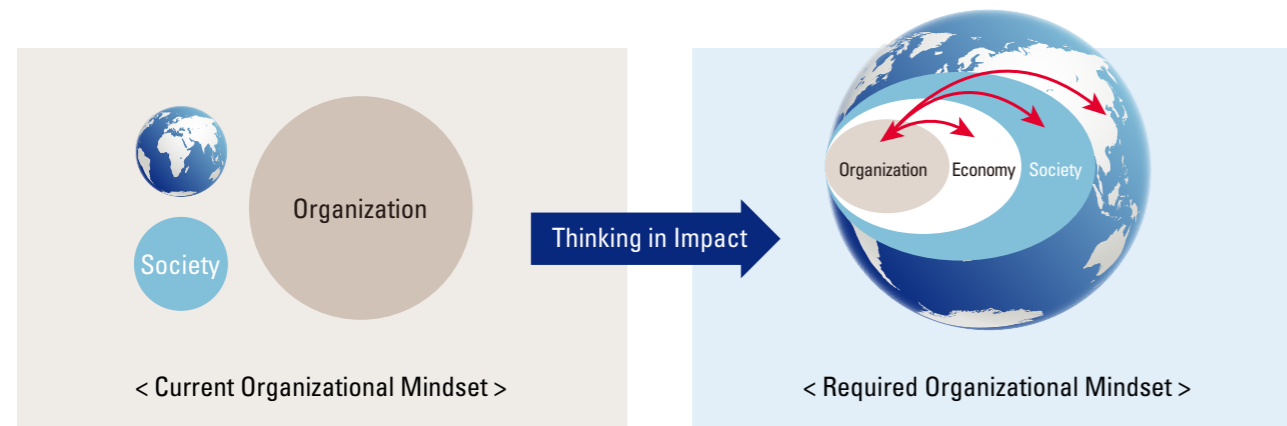 Society
Organization
< Current Organizational Mindset >
Thinking in Impact
Organization
Economy
Society
< Required Organizational Mindset >